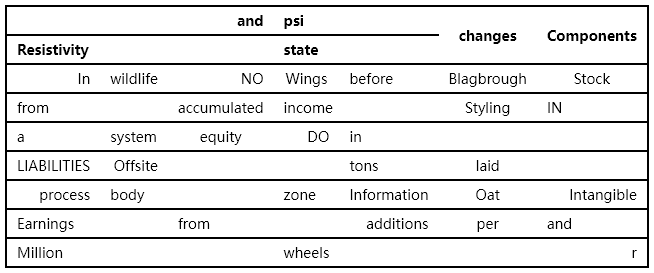 and psi changes Components
Resistivity state
In wildlife NO Wings before Blagbrough Stock
from accumulated income Styling IN
a system equity DO in
LIABILITIES Offsite tons laid
process body zone Information Oat Intangible
Earnings from additions per and
Million wheels r